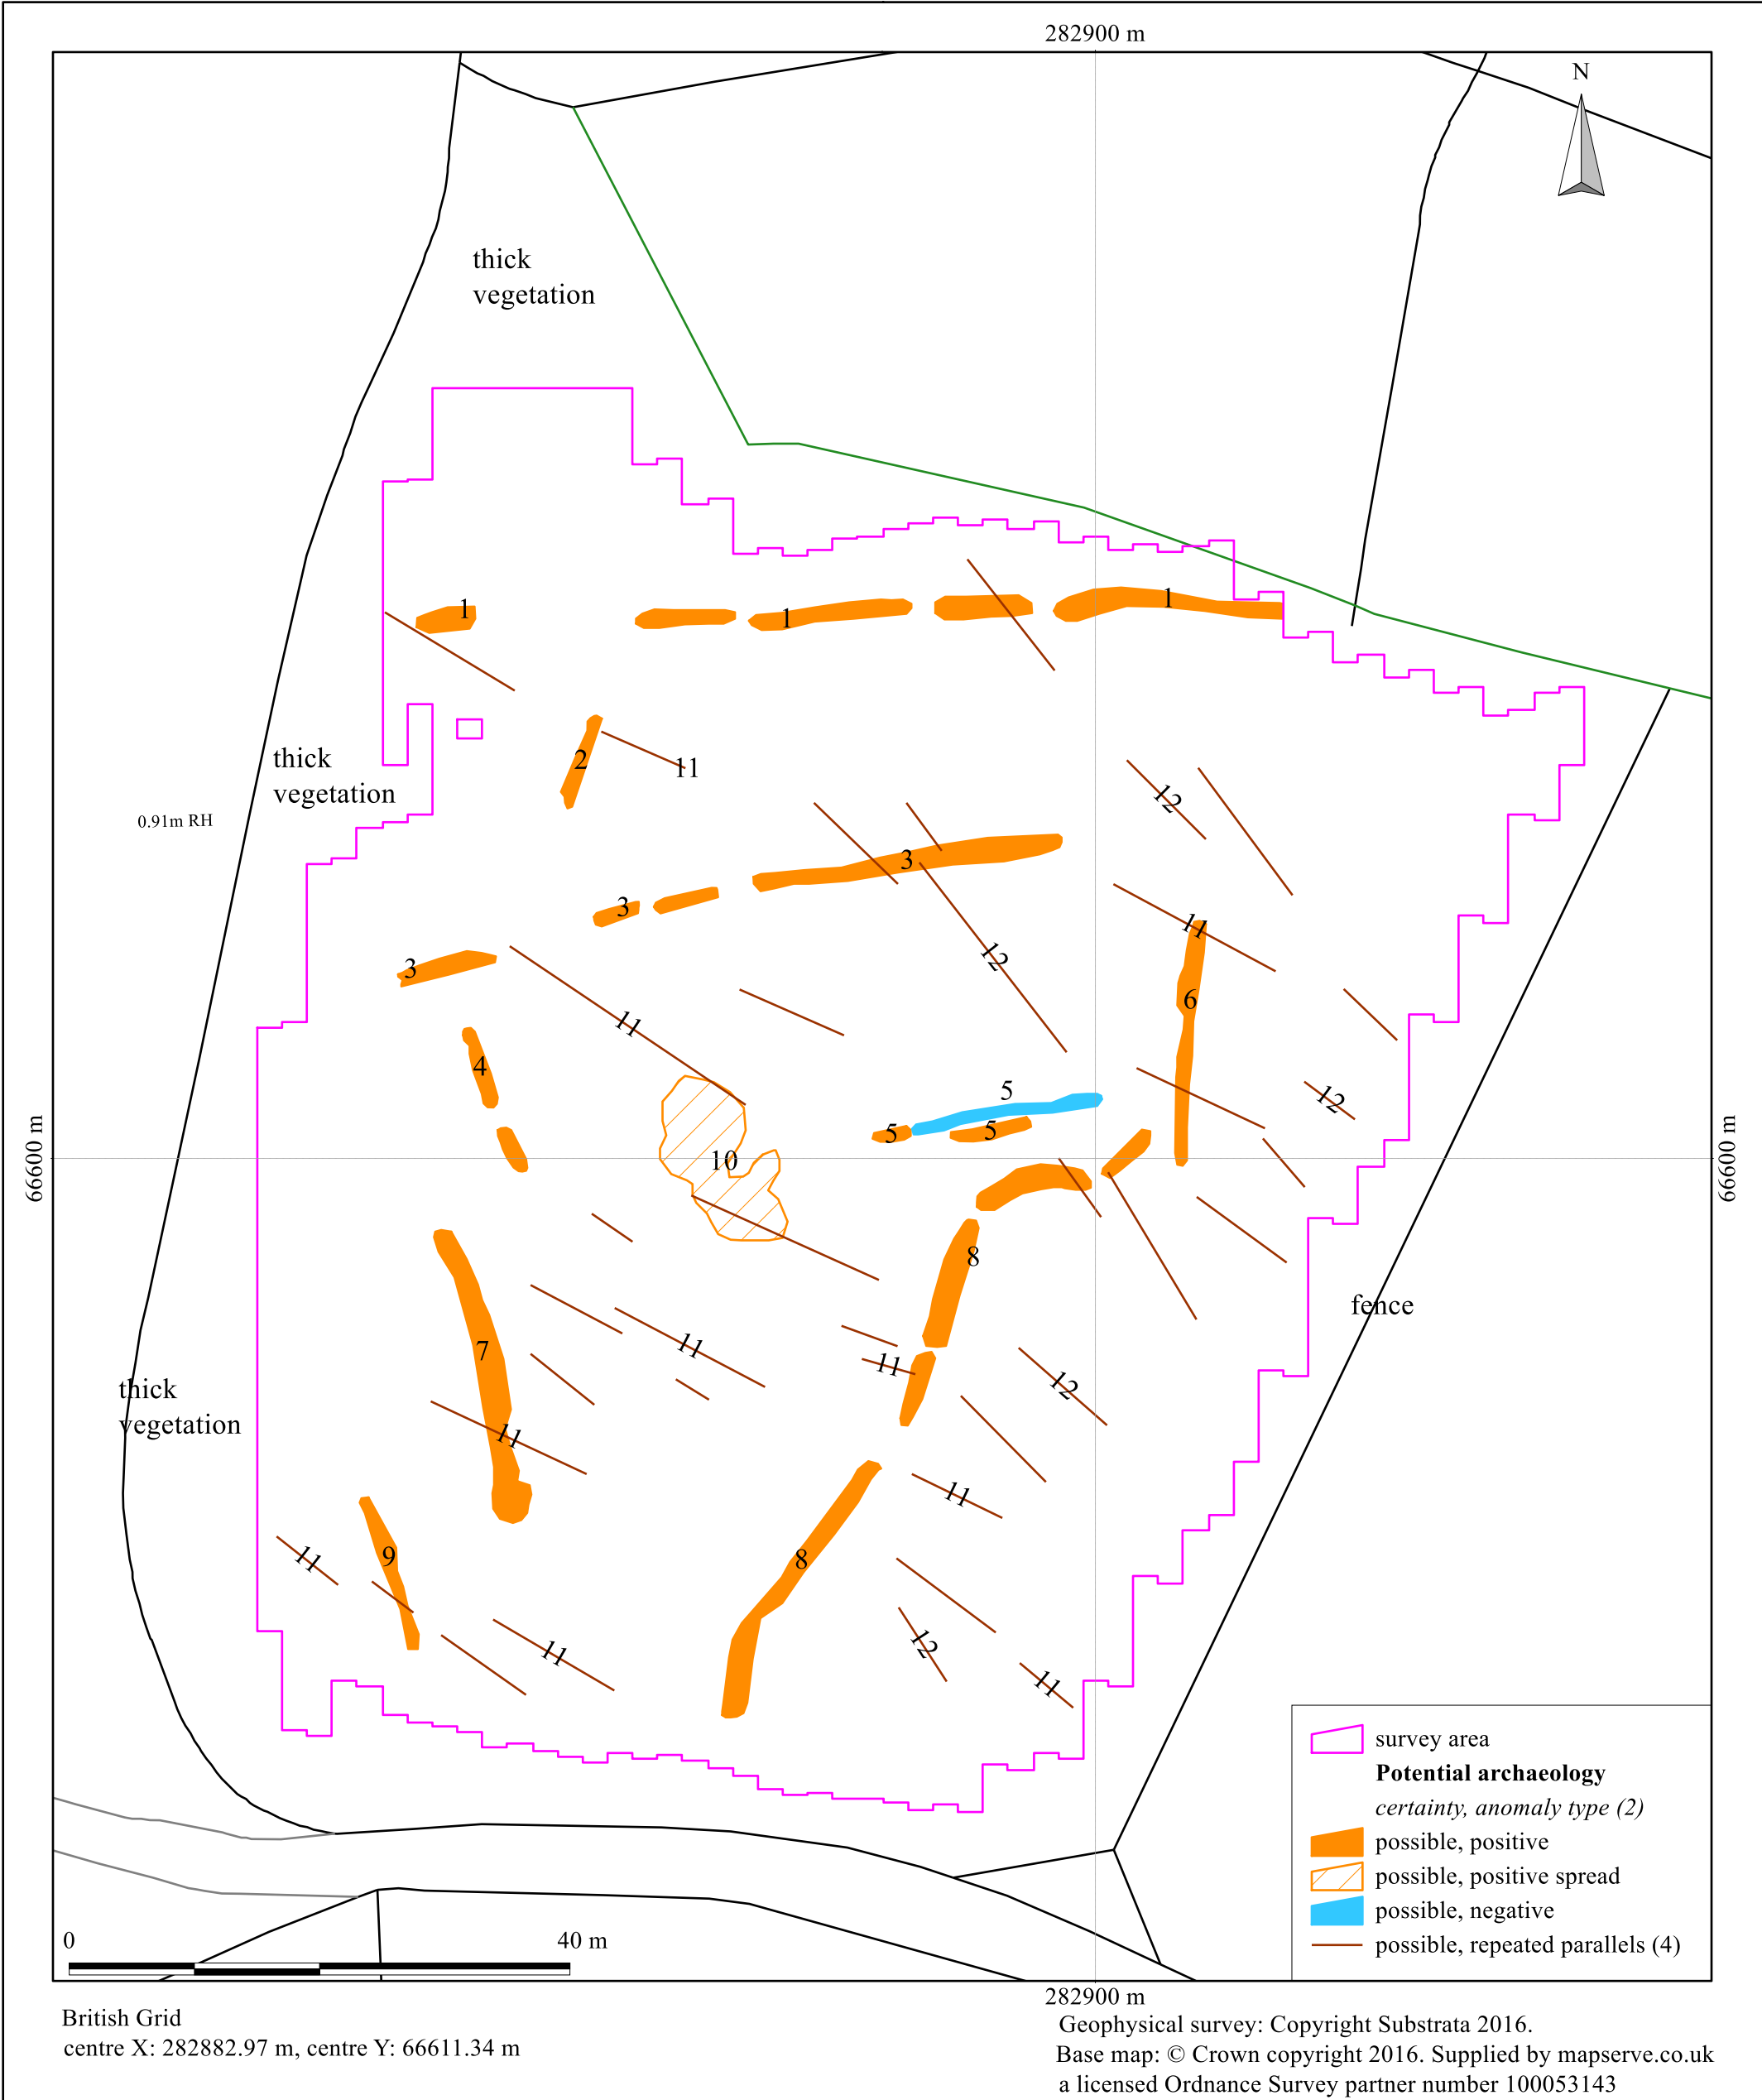 282900 m
N
thick
vegetation
1
1
1
2
11
thick
vegetation
0.91m RH
12
3
3
3
11
12
6
11
4
5
12
5
5
10
66600 m
66600 m
8
fence
7
11
11
12
thick
vegetation
11
11
9
11
8
11
12
11
survey area
Potential archaeology
certainty, anomaly type (2)
possible, positive
possible, positive spread
possible, negative
possible, repeated parallels (4)
0
40 m
282900 m
British Grid
centre X: 282882.97 m, centre Y: 66611.34 m
Geophysical survey: Copyright Substrata 2016.
Base map: © Crown copyright 2016. Supplied by mapserve.co.uk
a licensed Ordnance Survey partner number 100053143